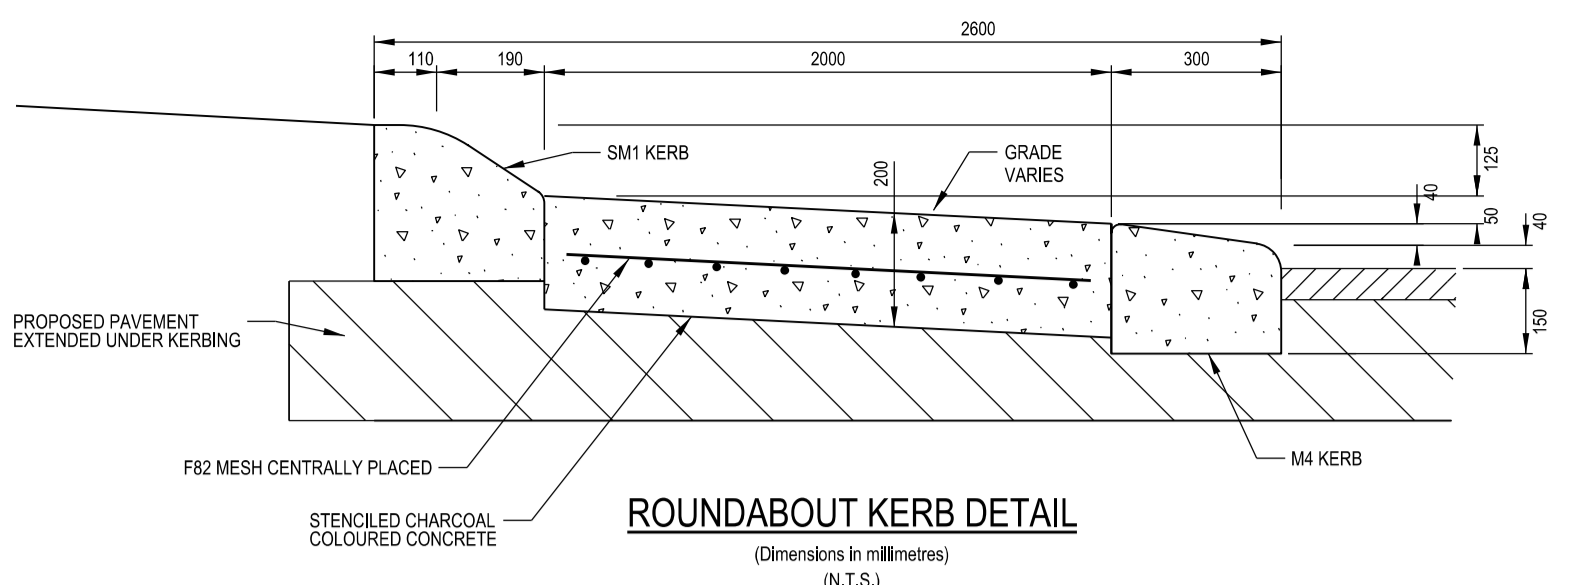 2600
110
190
2000
300
SM1 KERB
GRADE
VARIES
200
125
40
50
40
150
PROPOSED PAVEMENT
EXTENDED UNDER KERBING
F82 MESH CENTRALLY PLACED
M4 KERB
STENCILED CHARCOAL
COLOURED CONCRETE
ROUNDABOUT KERB DETAIL
(Dimensions in millimetres)
(N.T.S.)